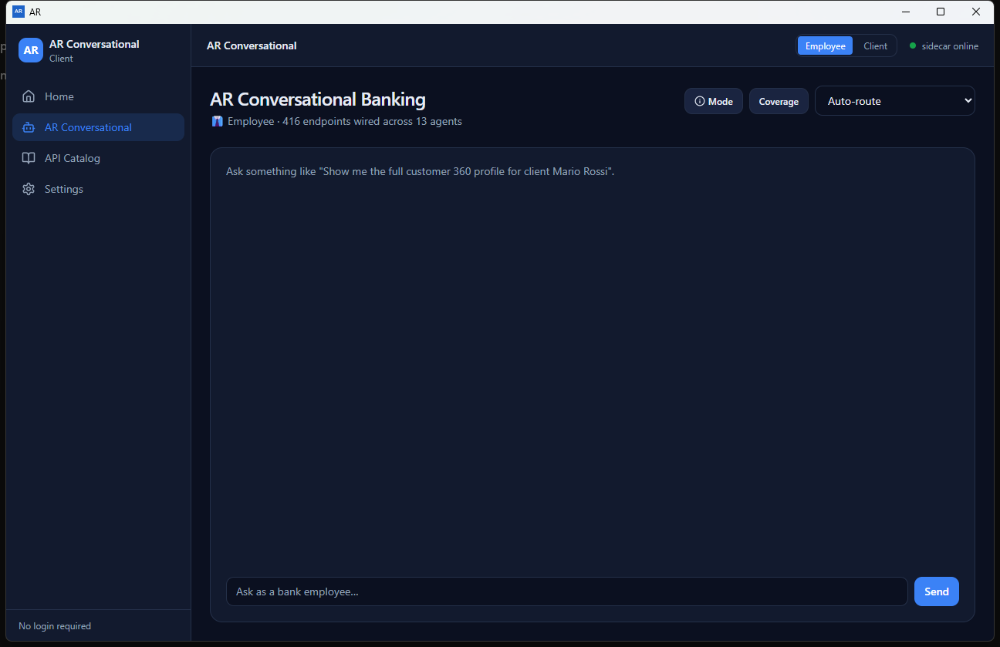 AR AR
AR AR Conversational
Client
Home
AR Conversational
API Catalog
Settings
No login required
AR Conversational
Employee Client sidecar online
AR Conversational Banking
Employee · 416 endpoints wired across 13 agents
Mode Coverage Auto-route
Ask something like "Show me the full customer 360 profile for client Mario Rossi".
Ask as a bank employee...
Send